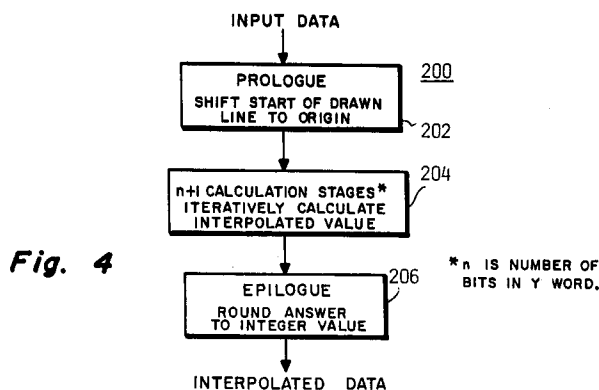 INPUT DATA
PROLOGUE
SHIFT START OF DRAWN
LINE TO ORIGIN
200
202
n+1 CALCULATION STAGES*
ITERATIVELY CALCULATE
INTERPOLATED VALUE
204
Fig. 4
EPILOGUE
ROUND ANSWER
TO INTEGER VALUE
206
*n IS NUMBER OF
BITS IN Y WORD.
INTERPOLATED DATA